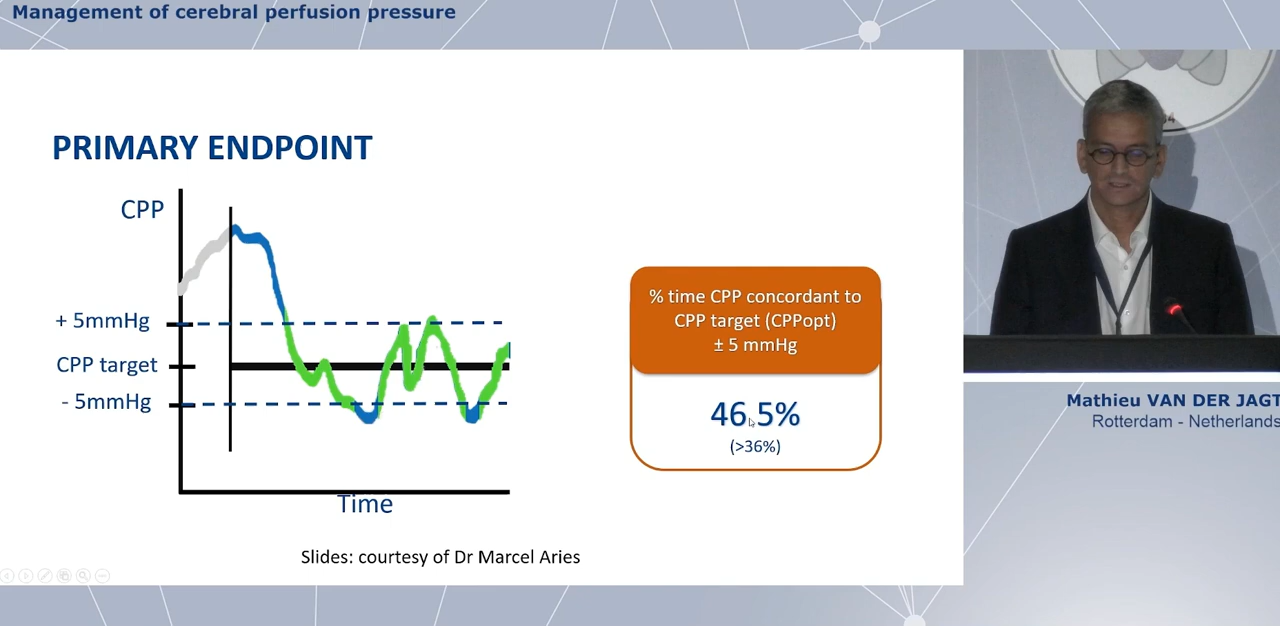 Management of cerebral perfusion pressure
PRIMARY ENDPOINT
CPP
+ 5mmHg
CPP target
- 5mmHg
Time
% time CPP concordant to
CPP target (CPPopt)
± 5 mmHg
46.5%
(>36%)
Slides: courtesy of Dr Marcel Aries
Mathieu VAN DER JAGT
Rotterdam - Netherlands